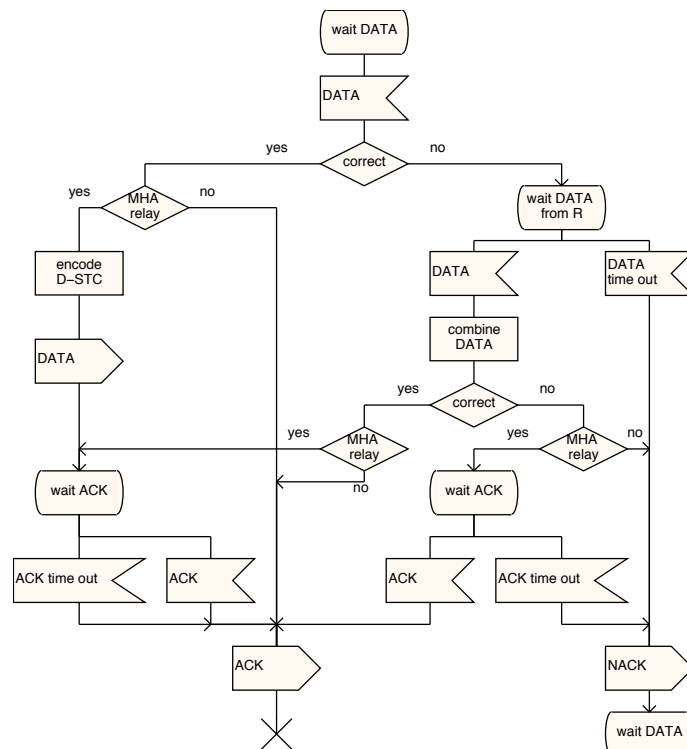 wait DATA
DATA
yes
correct
no
yes
MHA
relay
no
wait DATA
from R
encode
D-STC
DATA
DATA
time out
combine
DATA
DATA
yes
correct
no
yes
MHA
relay
no
yes
MHA
relay
no
wait ACK
wait ACK
ACK time out
ACK
ACK
ACK time out
ACK
NACK
wait DATA